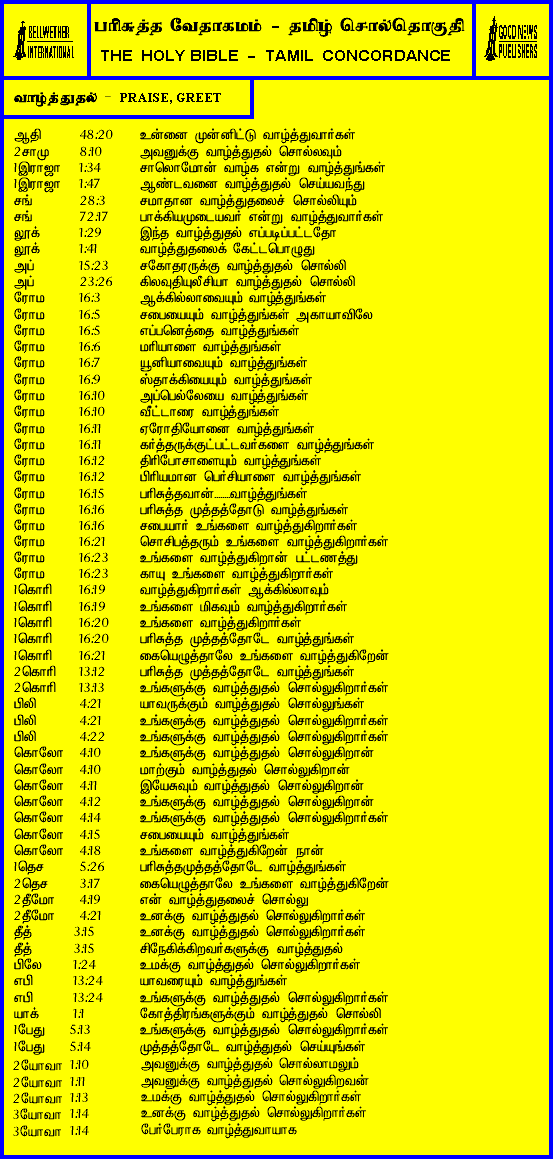 BELLWETHER
INTERNATIONAL
பரிசுத்த வேதாகமம் - தமிழ் சொல்தொகுதி
THE HOLY BIBLE - TAMIL CONCORDANCE
GOOD NEWS
PUBLISHERS
வாழ்த்துதல் - PRAISE, GREET
ஆதி 48:20 உன்னை முன்னிட்டு வாழ்த்துவார்கள்
2சாமு 8:10 அவனுக்கு வாழ்த்துதல் சொல்லவும்
1இராஜா 1:34 சாலொமோன் வாழ்க என்று வாழ்த்துங்கள்
1இராஜா 1:47 ஆண்டவனை வாழ்த்துதல் செய்யவந்து
சங் 28:3 சமாதான வாழ்த்துதலைச் சொல்லியும்
சங் 72:17 பாக்கியமுடையவர் என்று வாழ்த்துவார்கள்
லூக் 1:29 இந்த வாழ்த்துதல் எப்படிப்பட்டதோ
லூக் 1:41 வாழ்த்துதலைக் கேட்டபொழுது
அப் 15:23 சகோதரருக்கு வாழ்த்துதல் சொல்லி
அப் 23:26 கிலவுதியுலீசியா வாழ்த்துதல் சொல்லி
ரோம 16:3 ஆக்கில்லாவையும் வாழ்த்துங்கள்
ரோம 16:5 சபையையும் வாழ்த்துங்கள் அகாயாவிலே
ரோம 16:5 எப்பனெத்தை வாழ்த்துங்கள்
ரோம 16:6 மரியாளை வாழ்த்துங்கள்
ரோம 16:7 யூனியாவையும் வாழ்த்துங்கள்
ரோம 16:9 ஸ்தாக்கியையும் வாழ்த்துங்கள்
ரோம 16:10 அப்பெல்லேயை வாழ்த்துங்கள்
ரோம 16:10 வீட்டாரை வாழ்த்துங்கள்
ரோம 16:11 ஏரோதியோனை வாழ்த்துங்கள்
ரோம 16:11 கர்த்தருக்குட்பட்டவர்களை வாழ்த்துங்கள்
ரோம 16:12 திரிபோசாளையும் வாழ்த்துங்கள்
ரோம 16:12 பிரியமான பெர்சியாளை வாழ்த்துங்கள்
ரோம 16:15 பரிசுத்தவான்.......வாழ்த்துங்கள்
ரோம 16:16 பரிசுத்த முத்தத்தோடு வாழ்த்துங்கள்
ரோம 16:16 சபையார் உங்களை வாழ்த்துகிறார்கள்
ரோம 16:21 சொசிபத்தரும் உங்களை வாழ்த்துகிறார்கள்
ரோம 16:23 உங்களை வாழ்த்துகிறான் பட்டணத்து
ரோம 16:23 காயு உங்களை வாழ்த்துகிறார்கள்
1கொரி 16:19 வாழ்த்துகிறார்கள் ஆக்கில்லாவும்
1கொரி 16:19 உங்களை மிகவும் வாழ்த்துகிறார்கள்
1கொரி 16:20 உங்களை வாழ்த்துகிறார்கள்
1கொரி 16:20 பரிசுத்த முத்தத்தோடே வாழ்த்துங்கள்
1கொரி 16:21 கையெழுத்தாலே உங்களை வாழ்த்துகிறேன்
2கொரி 13:12 பரிசுத்த முத்தத்தோடே வாழ்த்துங்கள்
2கொரி 13:13 உங்களுக்கு வாழ்த்துதல் சொல்லுகிறார்கள்
பிலி 4:21 யாவருக்கும் வாழ்த்துதல் சொல்லுங்கள்
பிலி 4:21 உங்களுக்கு வாழ்த்துதல் சொல்லுகிறார்கள்
பிலி 4:22 உங்களுக்கு வாழ்த்துதல் சொல்லுகிறார்கள்
கொலோ 4:10 உங்களுக்கு வாழ்த்துதல் சொல்லுகிறான்
கொலோ 4:10 மாற்கும் வாழ்த்துதல் சொல்லுகிறான்
கொலோ 4:11 இயேசுவும் வாழ்த்துதல் சொல்லுகிறான்
கொலோ 4:12 உங்களுக்கு வாழ்த்துதல் சொல்லுகிறான்
கொலோ 4:14 உங்களுக்கு வாழ்த்துதல் சொல்லுகிறார்கள்
கொலோ 4:15 சபையையும் வாழ்த்துங்கள்
கொலோ 4:18 உங்களை வாழ்த்துகிறேன் நான்
1தெச 5:26 பரிசுத்தமுத்தத்தோடே வாழ்த்துங்கள்
2தெச 3:17 கையெழுத்தாலே உங்களை வாழ்த்துகிறேன்
2தீமோ 4:19 என் வாழ்த்துதலைச் சொல்லு
2தீமோ 4:21 உனக்கு வாழ்த்துதல் சொல்லுகிறார்கள்
தீத் 3:15 உனக்கு வாழ்த்துதல் சொல்லுகிறார்கள்
தீத் 3:15 சிநேகிக்கிறவர்களுக்கு வாழ்த்துதல்
பிலே 1:24 உமக்கு வாழ்த்துதல் சொல்லுகிறார்கள்
எபி 13:24 யாவரையும் வாழ்த்துங்கள்
எபி 13:24 உங்களுக்கு வாழ்த்துதல் சொல்லுகிறார்கள்
யாக் 1:1 கோத்திரங்களுக்கும் வாழ்த்துதல் சொல்லி
1பேது 5:13 உங்களுக்கு வாழ்த்துதல் சொல்லுகிறார்கள்
1பேது 5:14 முத்தத்தோடே வாழ்த்துதல் செய்யுங்கள்
2யோவா 1:10 அவனுக்கு வாழ்த்துதல் சொல்லாமலும்
2யோவா 1:11 அவனுக்கு வாழ்த்துதல் சொல்லுகிறவன்
2யோவா 1:13 உமக்கு வாழ்த்துதல் சொல்லுகிறார்கள்
3யோவா 1:14 உனக்கு வாழ்த்துதல் சொல்லுகிறார்கள்
3யோவா 1:14 பேர்பேராக வாழ்த்துவாயாக